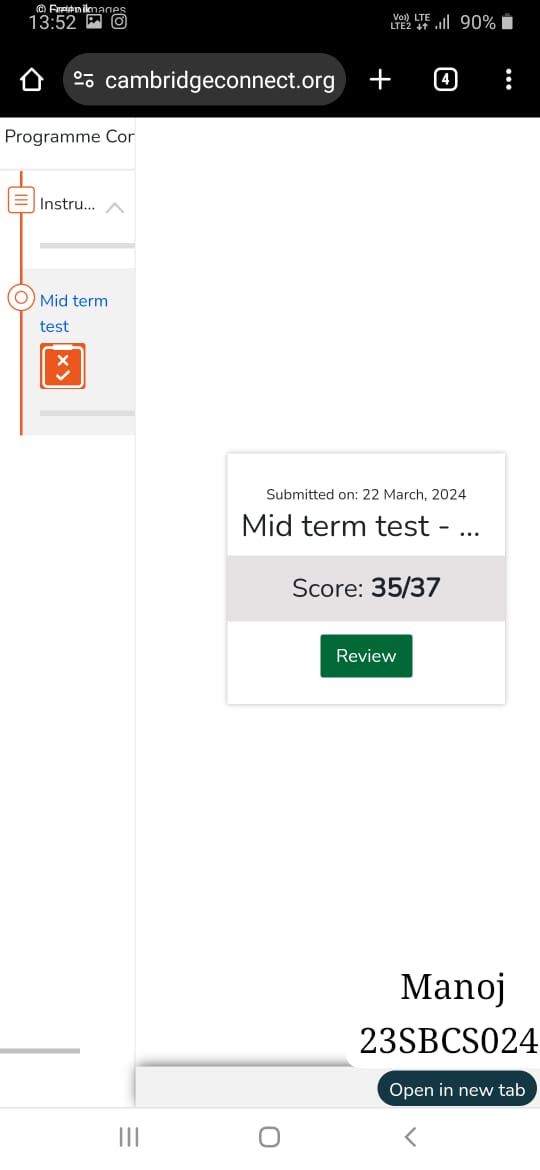 13:52
Vo) LTE
LTE2
90%
cambridgeconnect.org
4
Programme Cor
Instru...
Mid term
test
Submitted on: 22 March, 2024
Mid term test - ...
Score: 35/37
Review
Manoj
23SBCS024
Open in new tab